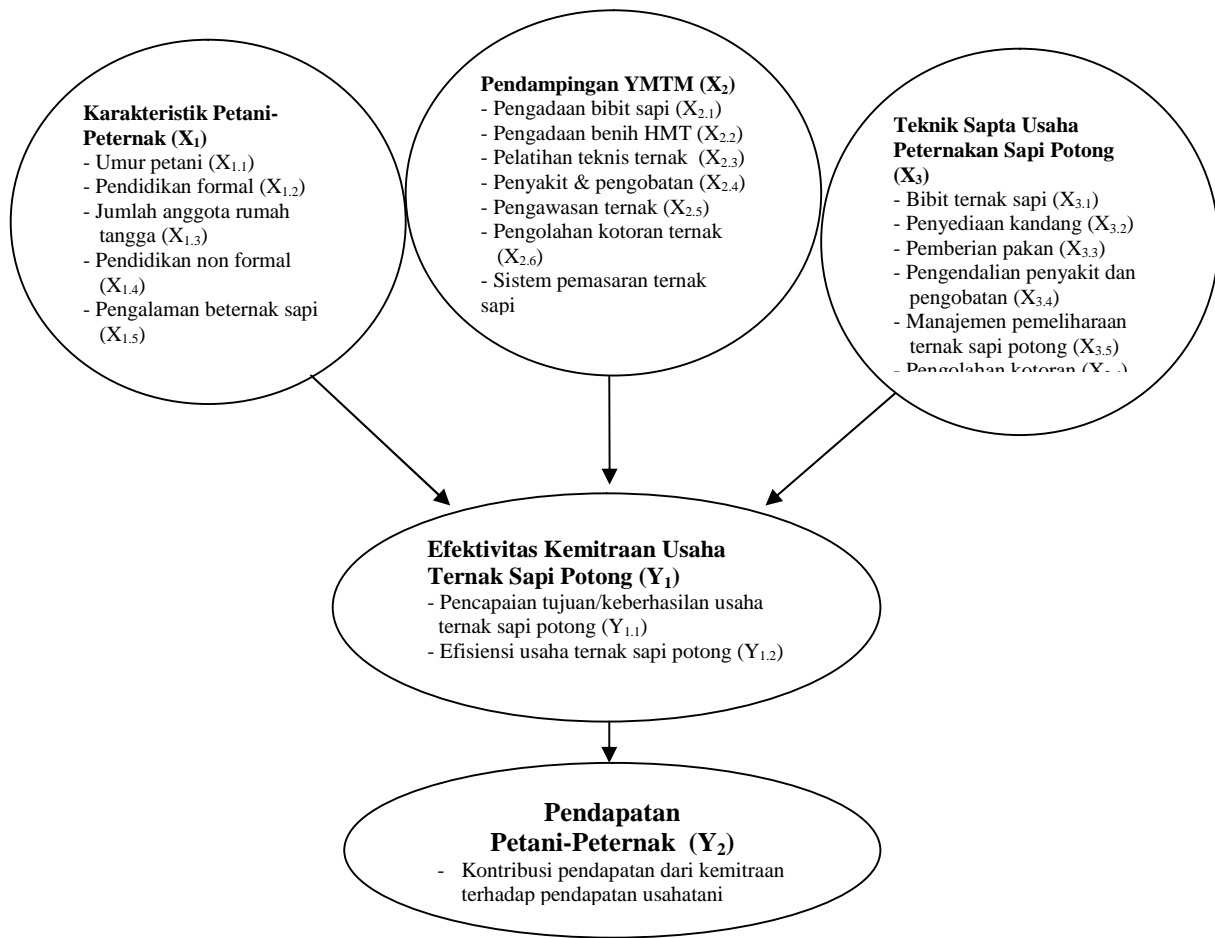 Karakteristik Petani-
Peternak (X1)
- Umur petani (X1.1)
- Pendidikan formal (X1.2)
- Jumlah anggota rumah
tangga (X1.3)
- Pendidikan non formal
(X1.4)
- Pengalaman beternak sapi
(X1.5)
Pendampingan YMTM (X2)
- Pengadaan bibit sapi (X2.1)
- Pengadaan benih HMT (X2.2)
- Pelatihan teknis ternak (X2.3)
- Penyakit & pengobatan (X2.4)
- Pengawasan ternak (X2.5)
- Pengolahan kotoran ternak
(X2.6)
- Sistem pemasaran ternak
sapi
Teknik Sapta Usaha
Peternakan Sapi Potong
(X3)
- Bibit ternak sapi (X3.1)
- Penyediaan kandang (X3.2)
- Pemberian pakan (X3.3)
- Pengendalian penyakit dan
pengobatan (X3.4)
- Manajemen pemeliharaan
ternak sapi potong (X3.5)
- Pengolahan kotoran
Efektivitas Kemitraan Usaha
Ternak Sapi Potong (Y1)
- Pencapaian tujuan/keberhasilan usaha
ternak sapi potong (Y1.1)
- Efisiensi usaha ternak sapi potong (Y1.2)
Pendapatan
Petani-Peternak (Y2)
- Kontribusi pendapatan dari kemitraan
terhadap pendapatan usahatani